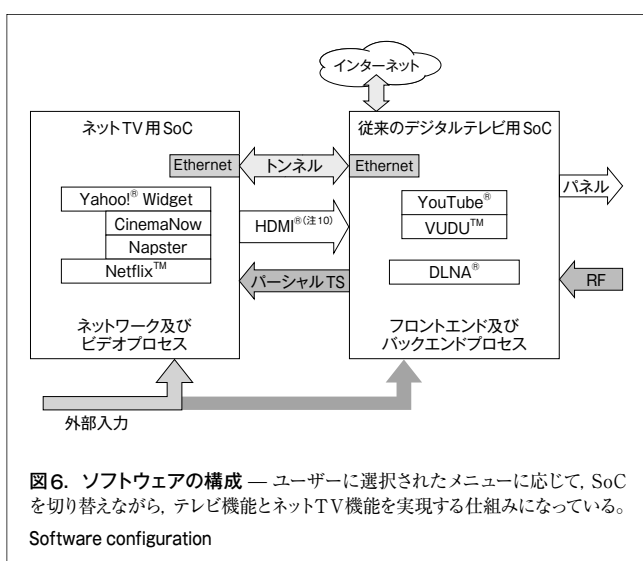 インターネット
ネットTV用SoC
従来のデジタルテレビ用SoC
Ethernet
トンネル
Ethernet
パネル
Yahoo!® Widget
CinemaNow
Napster
Netflix™
HDMI®(注10)
YouTube®
VUDU™
パーシャルTS
DLNA®
RF
ネットワーク及び
ビデオプロセス
フロントエンド及び
バックエンドプロセス
外部入力
図6. ソフトウェアの構成 — ユーザーに選択されたメニューに応じて,SoC
を切り替えながら,テレビ機能とネットTV機能を実現する仕組みになっている。
Software configuration